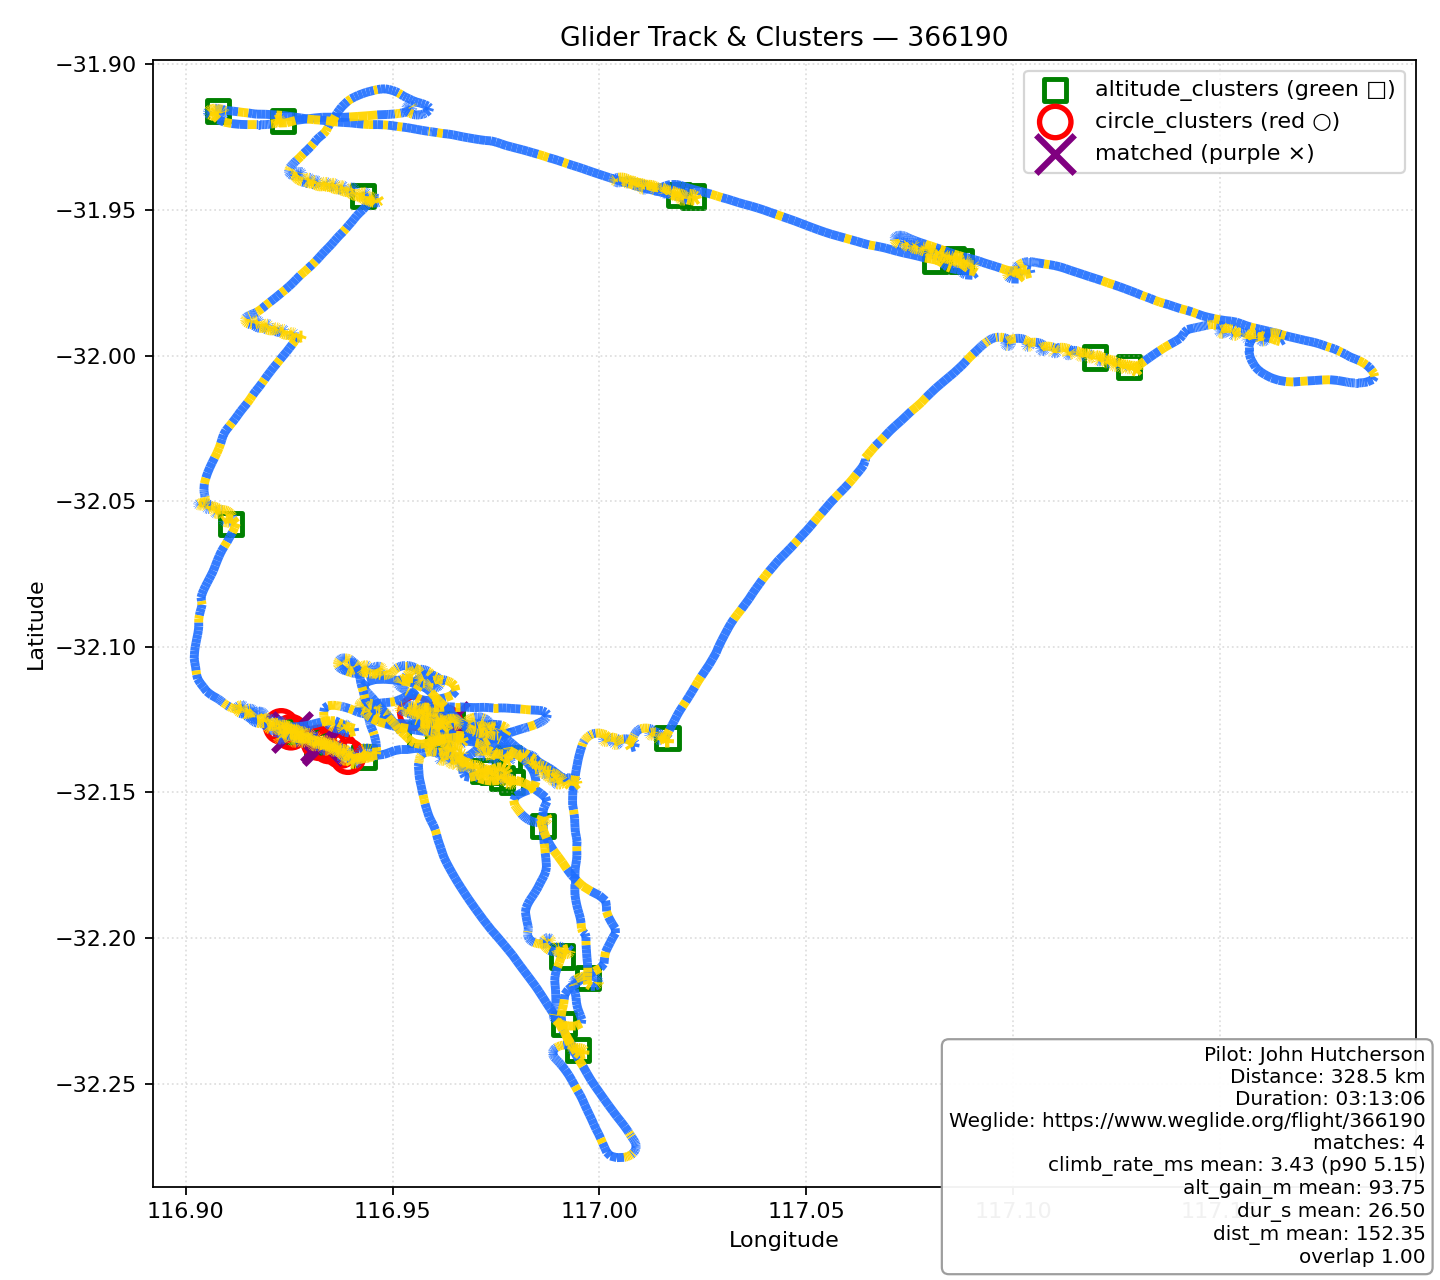 Glider Track & Clusters — 366190
altitude_clusters (green □)
circle_clusters (red ○)
matched (purple ×)
Latitude
−31.90
−31.95
−32.00
−32.05
−32.10
−32.15
−32.20
−32.25
116.90
116.95
117.00
117.05
117.10
Longitude
Pilot: John Hutcherson
Distance: 328.5 km
Duration: 03:13:06
Weglide: https://www.weglide.org/flight/366190
matches: 4
climb_rate_ms mean: 3.43 (p90 5.15)
alt_gain_m mean: 93.75
dur_s mean: 26.50
dist_m mean: 152.35
overlap 1.00